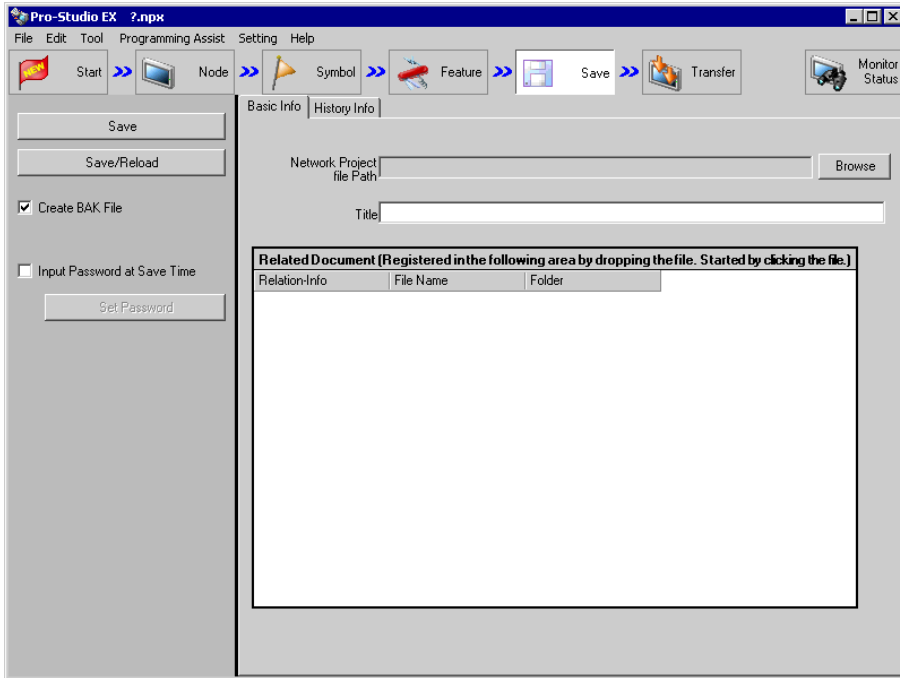 Pro-Studio EX ?.npx
File Edit Tool Programming Assist Setting Help
NEW Start Node Symbol Feature Save Transfer Monitor Status
Save
Save/Reload
Create BAK File
Input Password at Save Time
Set Password
Basic Info History Info
Network Project
file Path
Browse
Title
Related Document (Registered in the following area by dropping the file. Started by clicking the file.)
Relation-Info File Name Folder